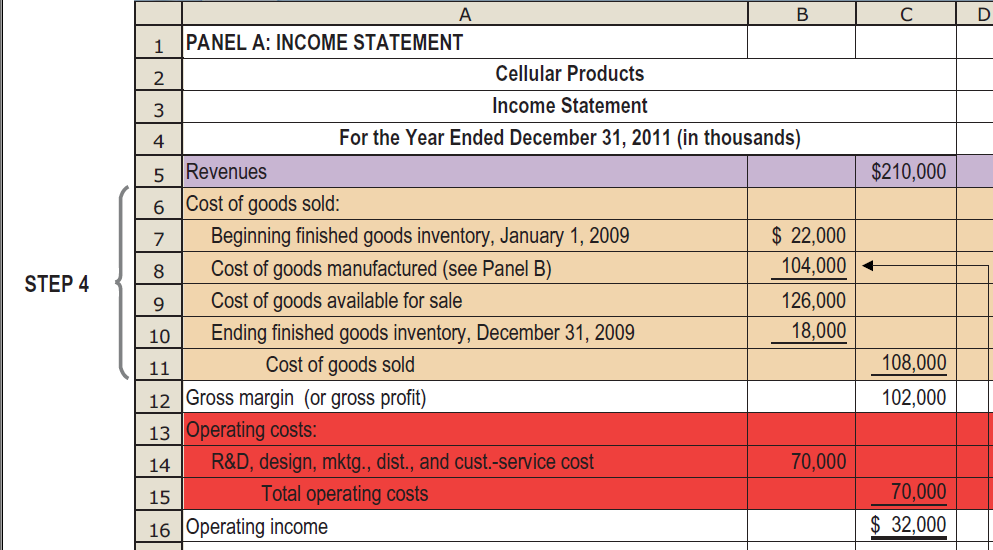 A B C D
1 PANEL A: INCOME STATEMENT
2 Cellular Products
3 Income Statement
4 For the Year Ended December 31, 2011 (in thousands)
5 Revenues $210,000
6 Cost of goods sold:
7 Beginning finished goods inventory, January 1, 2009 $ 22,000
8 Cost of goods manufactured (see Panel B) 104,000
STEP 4
9 Cost of goods available for sale 126,000
10 Ending finished goods inventory, December 31, 2009 18,000
11 Cost of goods sold 108,000
12 Gross margin (or gross profit) 102,000
13 Operating costs:
14 R&D, design, mktg., dist., and cust.-service cost 70,000
15 Total operating costs 70,000
16 Operating income $ 32,000